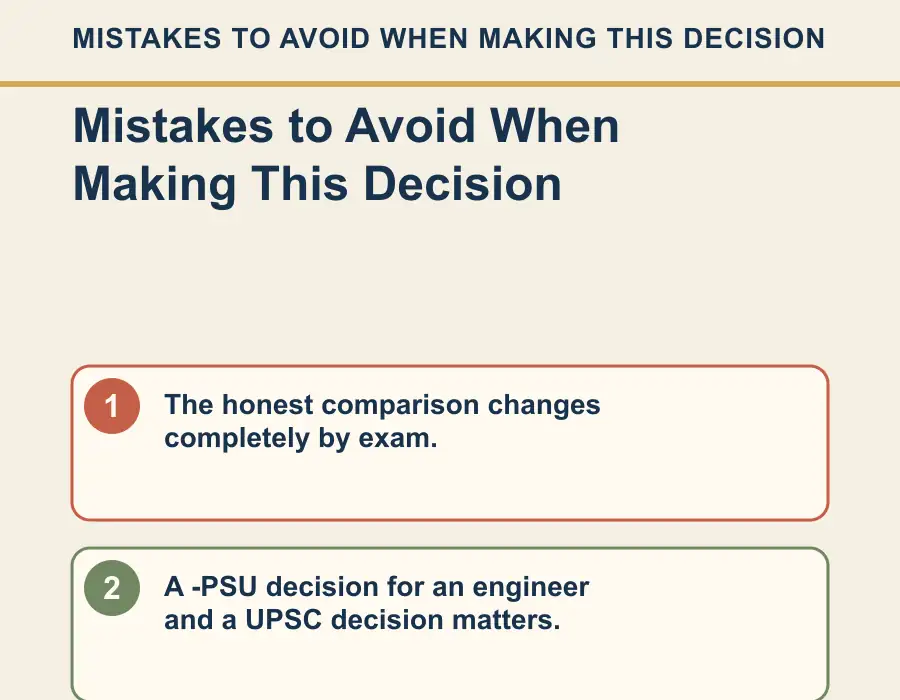 MISTAKES TO AVOID WHEN MAKING THIS DECISION
Mistakes to Avoid When
Making This Decision
1
The honest comparison changes
completely by exam.
2
A -PSU decision for an engineer
and a UPSC decision matters.